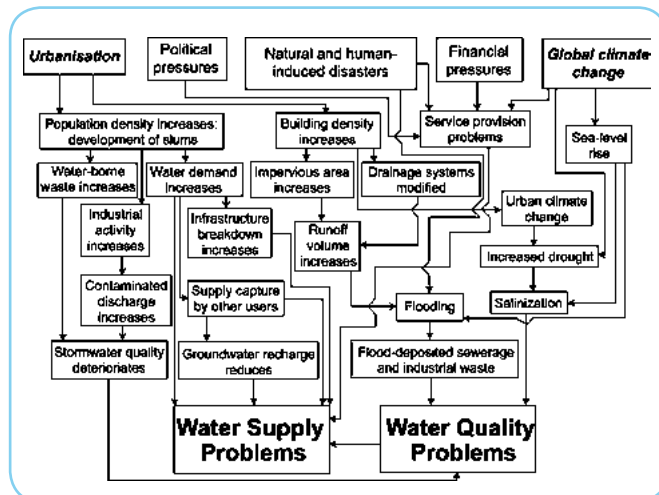 Urbanisation
Political
pressures
Natural and human-
induced disasters
Financial
pressures
Global climate
change
Population density increases:
development of slums
Building density
increases
Service provision
problems
Sea-level
rise
Water-borne
waste increases
Water demand
Increases
Impervious area
increases
Drainage systems
modified
Industrial
activity
increases
Infrastructure
breakdown
increases
Runoff
volume
increases
Urban climate
change
Increased drought
Contaminated
discharge
increases
Supply capture
by other users
Flooding
Salinization
Stormwater quality
deteriorates
Groundwater recharge
reduces
Flood-deposited sewerage
and industrial waste
Water Supply
Problems
Water Quality
Problems